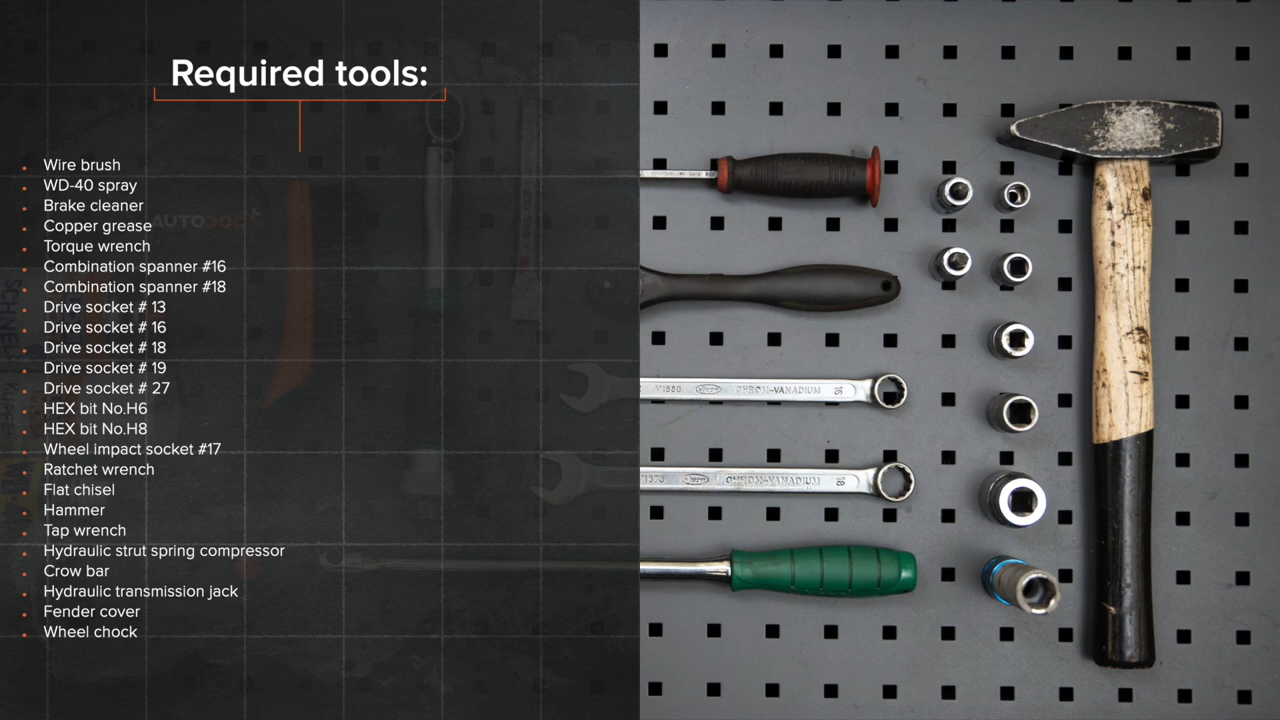 Required tools:
Wire brush
WD-40 spray
Brake cleaner
Copper grease
Torque wrench
Combination spanner #16
Combination spanner #18
Drive socket # 13
Drive socket # 16
Drive socket # 18
Drive socket # 19
Drive socket # 27
HEX bit No.H6
HEX bit No.H8
Wheel impact socket #17
Ratchet wrench
Flat chisel
Hammer
Tap wrench
Hydraulic strut spring compressor
Crow bar
Hydraulic transmission jack
Fender cover
Wheel chock
AUTODOC
CHROM-VANADIUM 16
CHROM-VANADIUM 18